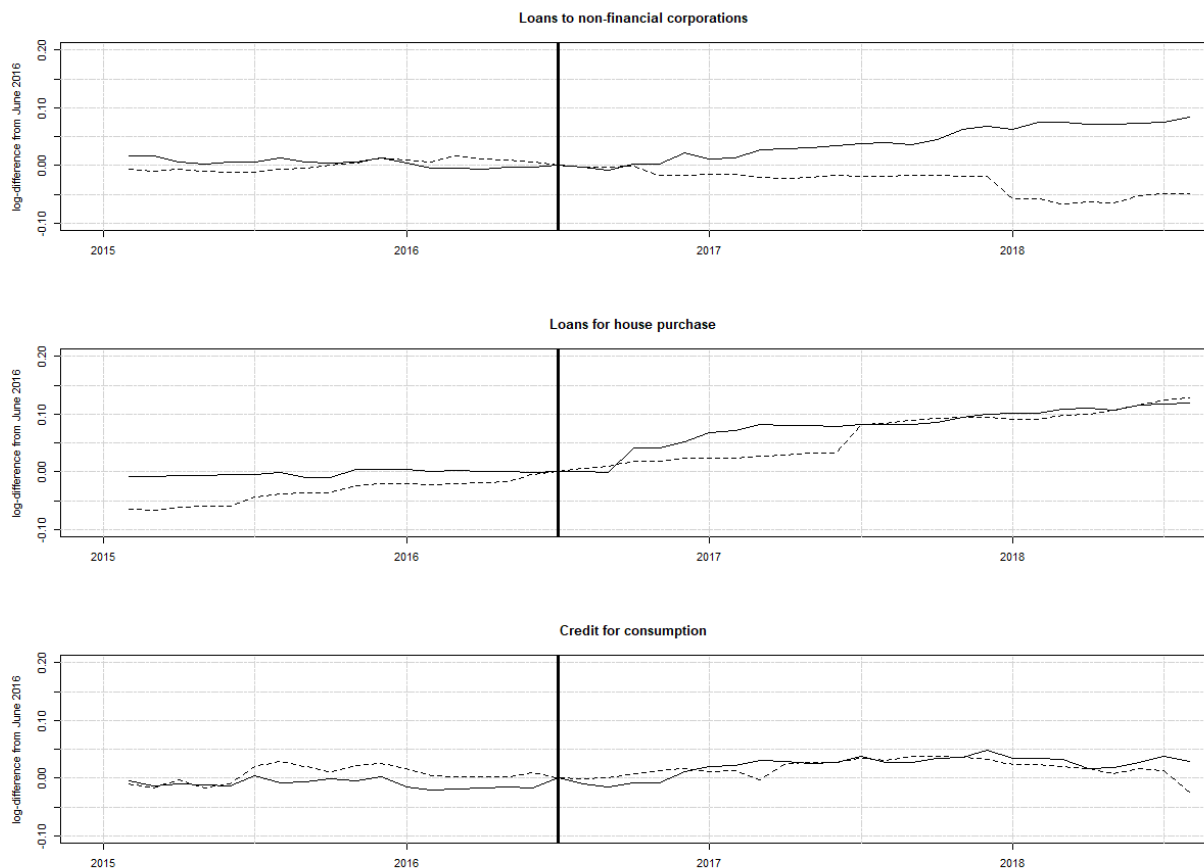 Loans to non-financial corporations
log-difference from June 2016
0.20
0.10
0.00
-0.10
2015 2016 2017 2018
Loans for house purchase
log-difference from June 2016
0.20
0.10
0.00
-0.10
2015 2016 2017 2018
Credit for consumption
log-difference from June 2016
0.20
0.10
0.00
-0.10
2015 2016 2017 2018